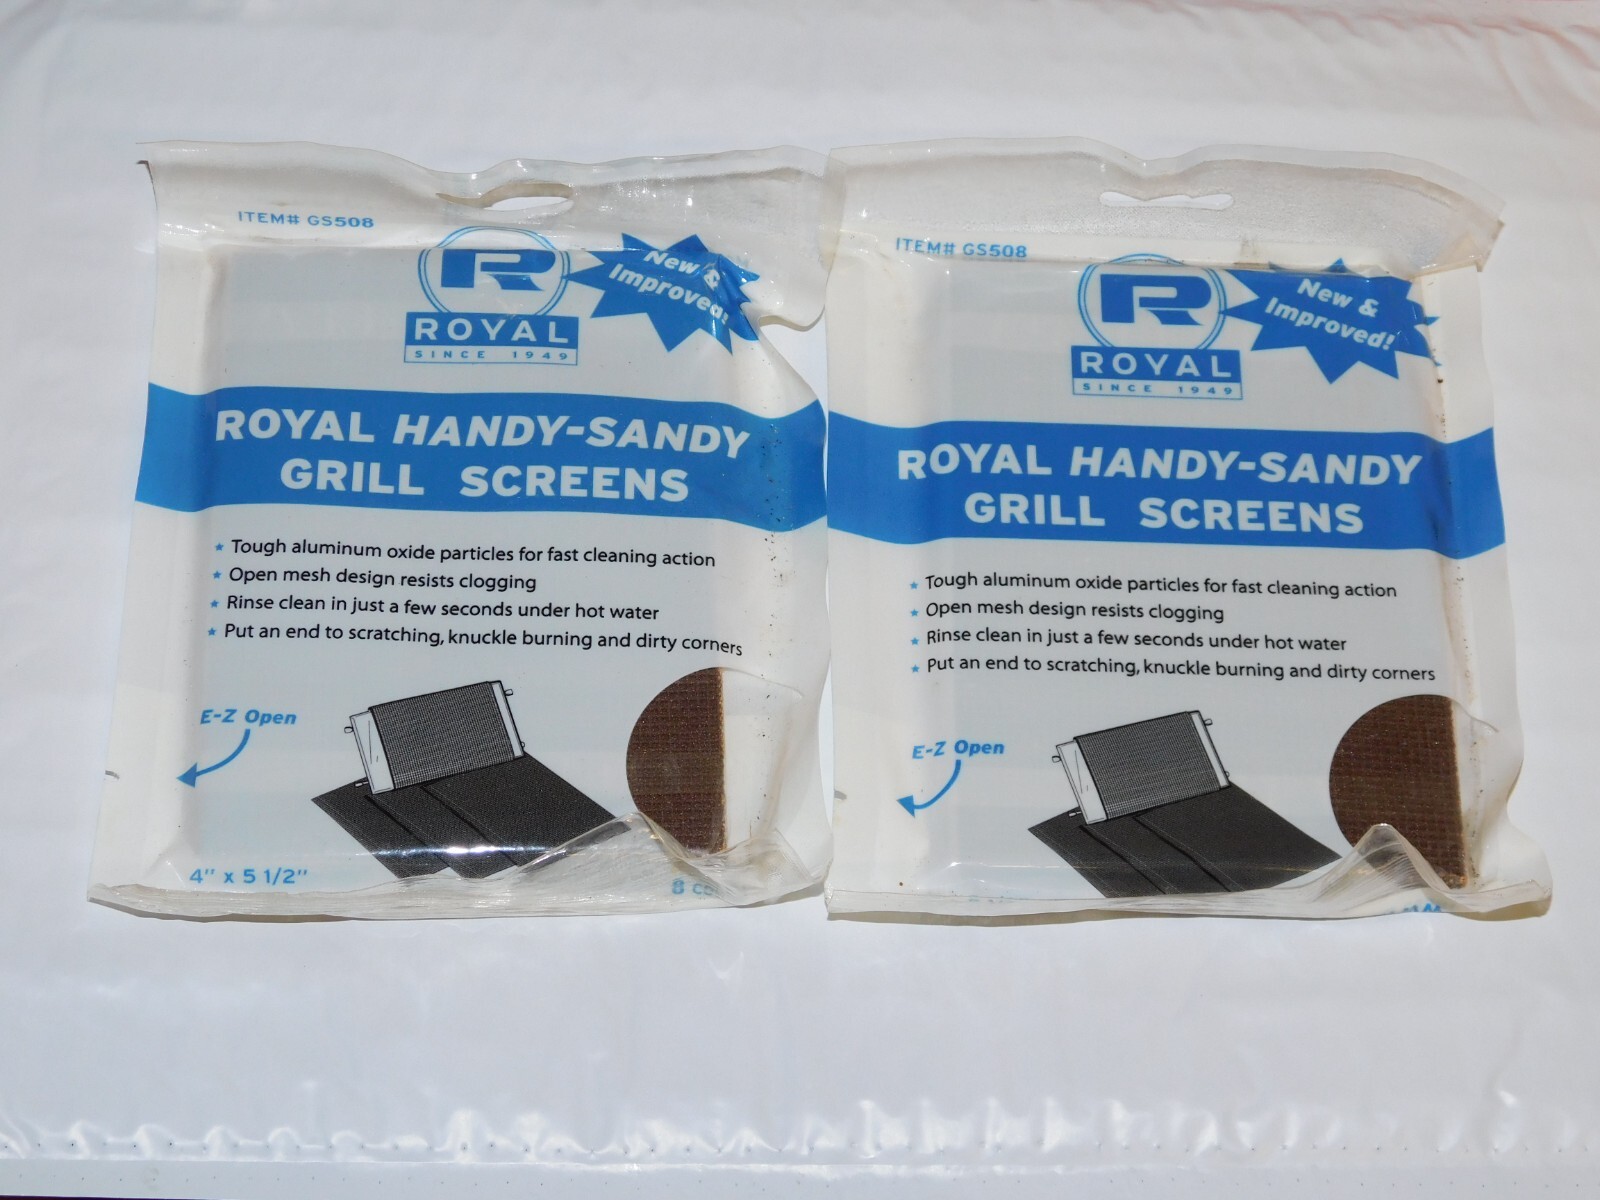 ITEM# GS508
R
ROYAL
SINCE 1949
New &
Improved!
ROYAL HANDY-SANDY
GRILL SCREENS
Tough aluminum oxide particles for fast cleaning action
Open mesh design resists clogging
Rinse clean in just a few seconds under hot water
Put an end to scratching, knuckle burning and dirty corners
E-Z Open
4" x 5 1/2"
8
ITEM# GS508
R
ROYAL
SINCE 1949
New &
Improved!
ROYAL HANDY-SANDY
GRILL SCREENS
Tough aluminum oxide particles for fast cleaning action
Open mesh design resists clogging
Rinse clean in just a few seconds under hot water
Put an end to scratching, knuckle burning and dirty corners
E-Z Open